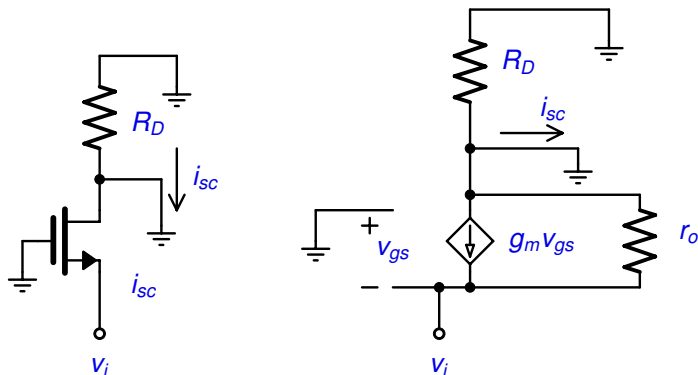 R_D
i_sc
i_sc
v_i
R_D
i_sc
+
v_gs
−
g_m v_gs
r_o
v_i